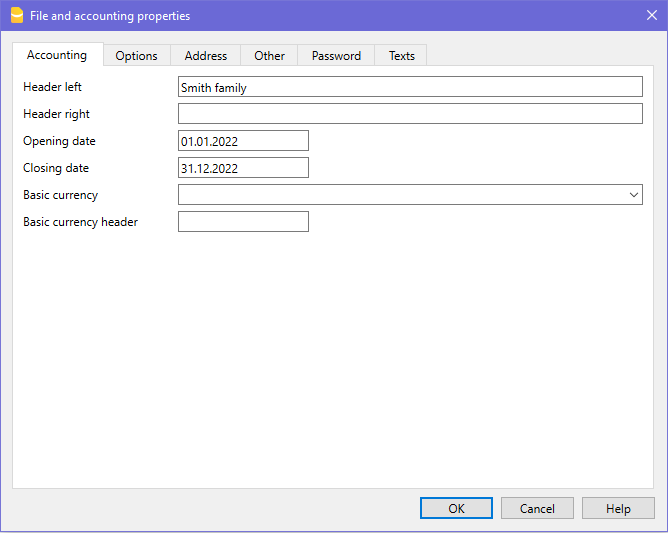 File and accounting properties
Accounting Options Address Other Password Texts
Header left Smith family
Header right
Opening date 01.01.2022
Closing date 31.12.2022
Basic currency
Basic currency header
OK Cancel Help